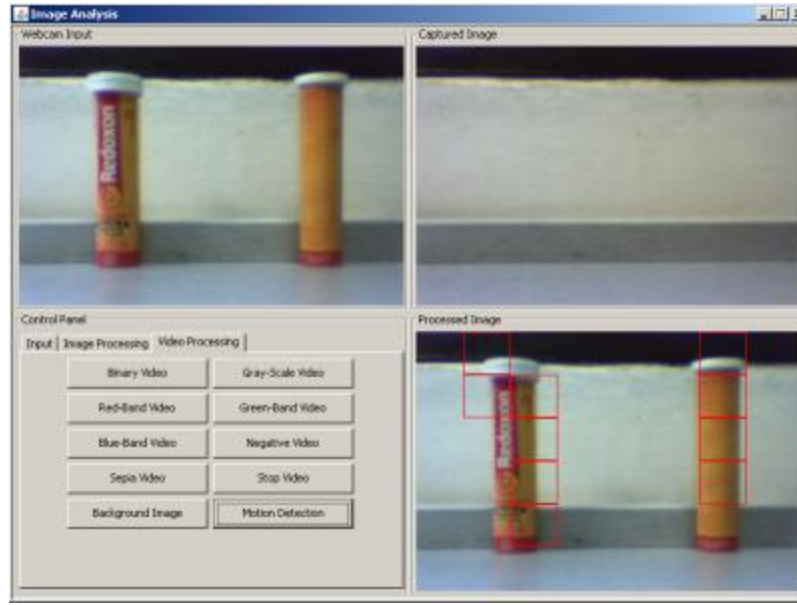 Image Analysis
Webcam Input
Captured Image
Redoxon
Control Panel
Input Image Processing Video Processing
Binary Video Gray-Scale Video
Red-Band Video Green-Band Video
Blue-Band Video Negative Video
Sepia Video Stop Video
Background Image Motion Detection
Processed Image
Redoxon